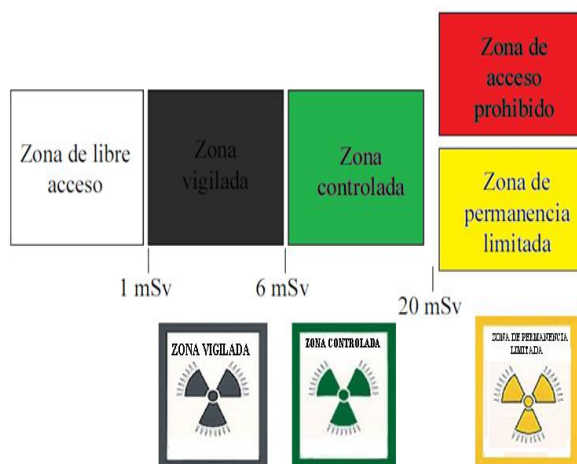 Zona de
acceso
prohibido
Zona de libre
acceso
Zona
vigilada
Zona
controlada
Zona de
permanencia
limitada
1 mSv
6 mSv
20 mSv
ZONA VIGILADA
ZONA CONTROLADA
ZONA DE PERMANENCIA
LIMITADA